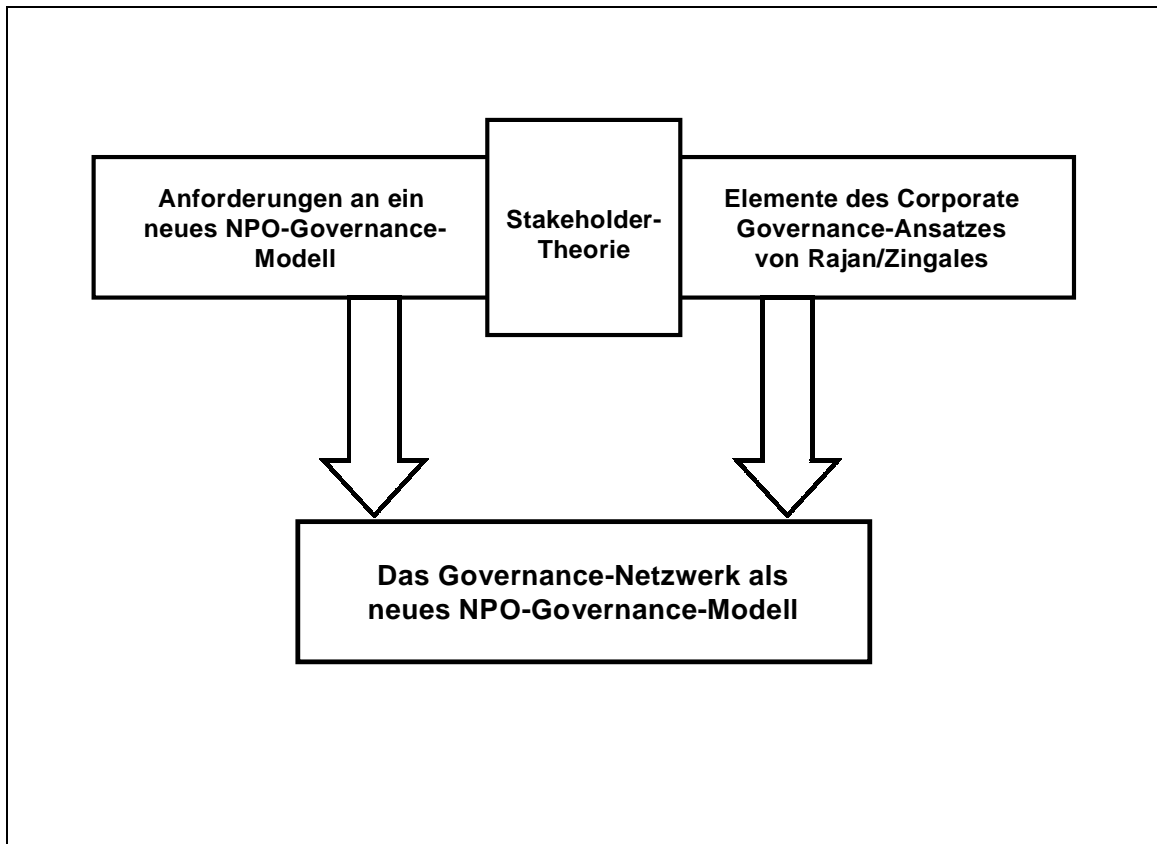 Anforderungen an ein
neues NPO-Governance-
Modell
Stakeholder-
Theorie
Elemente des Corporate
Governance-Ansatzes
von Rajan/Zingales
Das Governance-Netzwerk als
neues NPO-Governance-Modell